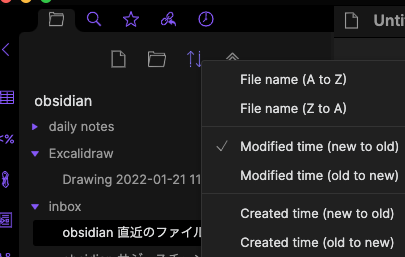 Unti
obsidian
File name (A to Z)
File name (Z to A)
daily notes
Modified time (new to old)
Excalidraw
Modified time (old to new)
Drawing 2022-01-21 11
inbox
Created time (new to old)
obsidian 直近のファイル
Created time (old to new)